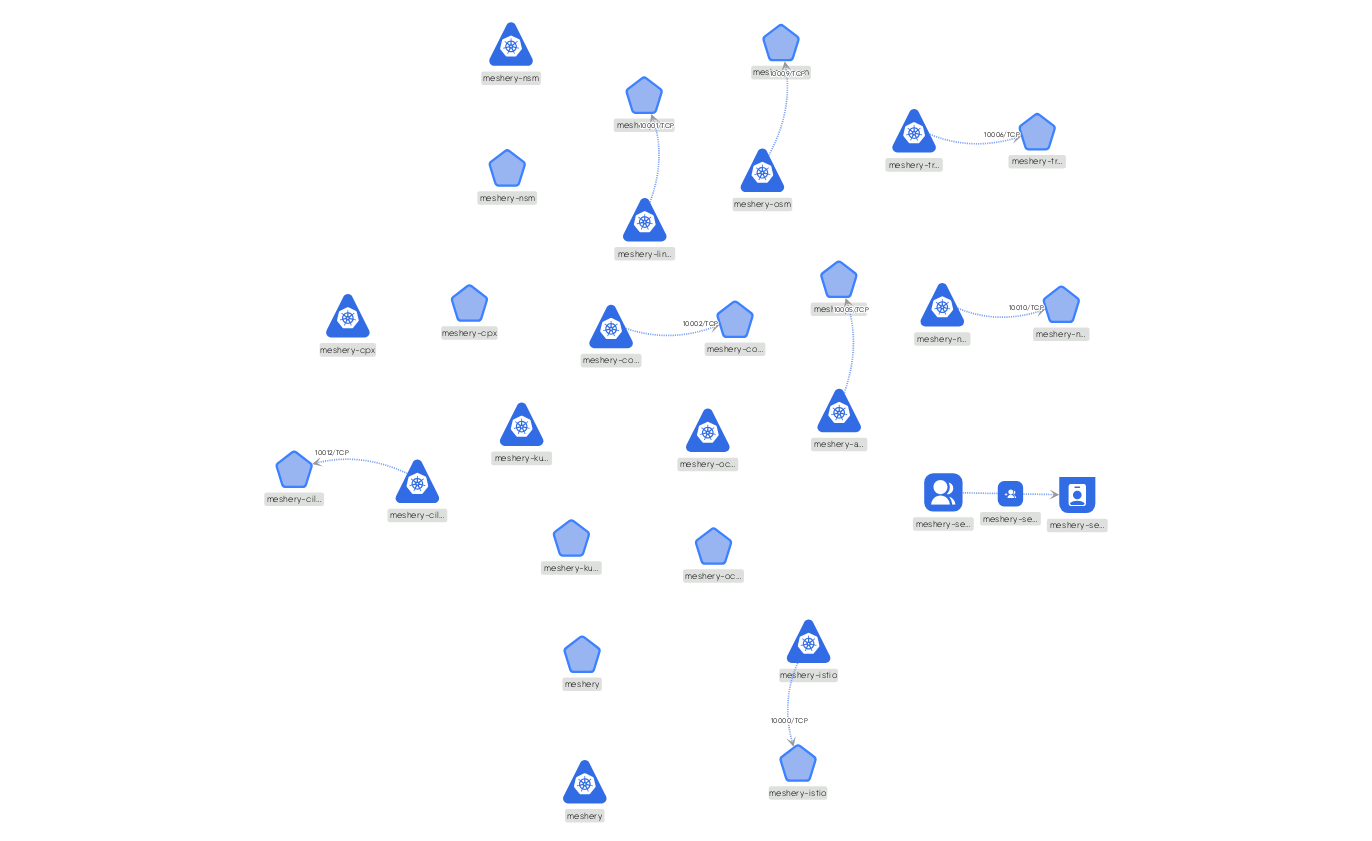 meshery-nsm
10009/TCP
10001/TCP
10006/TCP
meshery-tr...
meshery-tr...
meshery-nsm
meshery-osm
meshery-lin...
10005/TCP
10010/TCP
10002/TCP
meshery-cpx
meshery-n...
meshery-n...
meshery-cpx
meshery-co...
meshery-co...
meshery-a...
10012/TCP
meshery-ku...
meshery-oc...
meshery-cil...
meshery-cil...
meshery-se...
meshery-se...
meshery-se...
meshery-ku...
meshery-oc...
meshery
meshery-istio
10000/TCP
meshery-istio
meshery